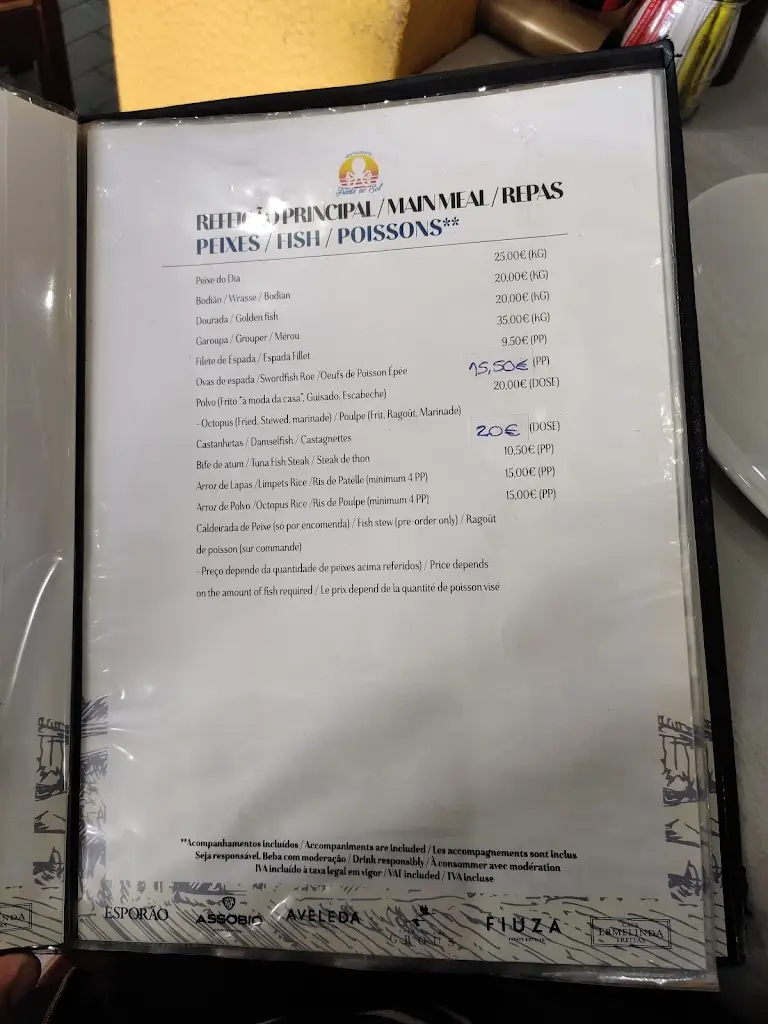 Frente ao Sol
REFEIÇÃO PRINCIPAL / MAIN MEAL / REPAS
PEIXES / FISH / POISSONS**
Peixe do Dia 25,00€ (KG)
Bodião / Wrasse / Bodian 20,00€ (KG)
Dourada / Golden fish 20,00€ (KG)
Garoupa / Grouper / Mérou 35,00€ (KG)
Filete de Espada / Espada Fillet 9,50€ (PP)
Ovas de espada /Swordfish Roe /Oeufs de Poisson Épée 15,50€ (PP)
Polvo (Frito "à moda da casa", Guisado, Escabeche) 20,00€ (DOSE)
- Octopus (Fried, Stewed, marinade) / Poulpe (Frit, Ragoût, Marinade)
Castanhetas / Damselfish / Castagnettes 20€ (DOSE)
Bife de atum / Tuna Fish Steak / Steak de thon 10,50€ (PP)
Arroz de Lapas /Limpets Rice /Ris de Patelle (minimum 4 PP) 15,00€ (PP)
Arroz de Polvo /Octopus Rice /Ris de Poulpe (minimum 4 PP) 15,00€ (PP)
Caldeirada de Peixe (só por encomenda) / Fish stew (pre-order only) / Ragoût
de poisson (sur commande)
-Preço depende da quantidade de peixes acima referidos) / Price depends
on the amount of fish required / Le prix depend de la quantité de poisson visé
**Acompanhamentos incluídos / Accompaniments are included / Les accompagnements sont inclus
Seja responsável. Beba com moderação / Drink responsibly / À consommer avec modération
IVA incluído à taxa legal em vigor / VAT included / TVA incluse
ESPORÃO ASSOBIO AVELEDA FIUZA CASA ERMELINDA FREITAS